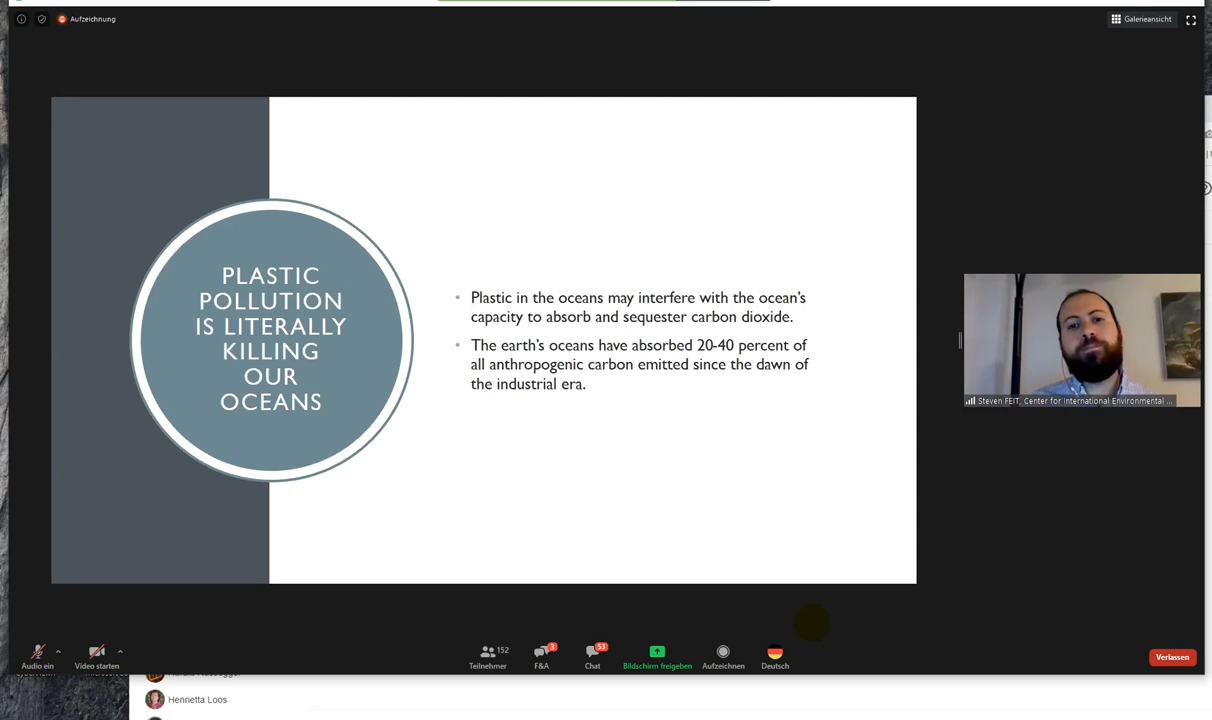 Aufzeichnung
Galerieansicht
PLASTIC
POLLUTION
IS LITERALLY
KILLING
OUR
OCEANS
• Plastic in the oceans may interfere with the ocean's
capacity to absorb and sequester carbon dioxide.
• The earth's oceans have absorbed 20-40 percent of
all anthropogenic carbon emitted since the dawn of
the industrial era.
Steven FEIT, Center for International Environmental ...
Audio ein
Video starten
152
Teilnehmer
3
F&A
53
Chat
Bildschirm freigeben
Aufzeichnen
Deutsch
Verlassen
Henrietta Loos